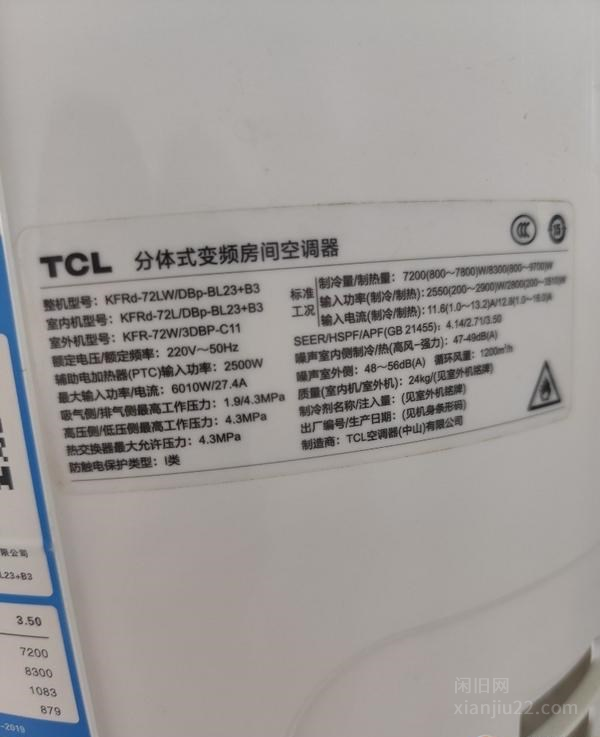 TCL 分体式变频房间空调器
整机型号：KFRd-72LW/DBp-BL23+B3
室内机型号：KFRd-72L/DBp-BL23+B3
室外机型号：KFR-72W/3DBP-C11
额定电压/额定频率：220V～50Hz
辅助电加热器(PTC)输入功率：2500W
最大输入功率/电流：6010W/27.4A
吸气侧/排气侧最高工作压力：1.9/4.3MPa
高压侧/低压侧最高工作压力：4.3MPa
热交换器最大允许压力：4.3MPa
防触电保护类型：I类
标准工况
制冷量/制热量：7200(800～7800)W/8300(800～9700)W
输入功率(制冷/制热)：2550(200～2900)W/2800(200～3510)W
输入电流(制冷/制热)：11.6(1.0～13.2)A/12.8(1.0～16.0)A
SEER/HSPF/APF(GB 21455)：4.14/2.71/3.50
噪声室内侧制冷/热(高风-强力)：47-49dB(A)
噪声室外侧：48～56dB(A) 循环风量：1200m³/h
质量(室内机/室外机)：24kg/(见室外机铭牌)
制冷剂名称/注入量：(见室外机铭牌)
出厂编号/生产日期：(见机身条形码)
制造商：TCL空调器(中山)有限公司
CCC
15
限公司
L23+B3
3.50
7200
8300
1083
879
-2019
闲旧网
xianjiu22.com